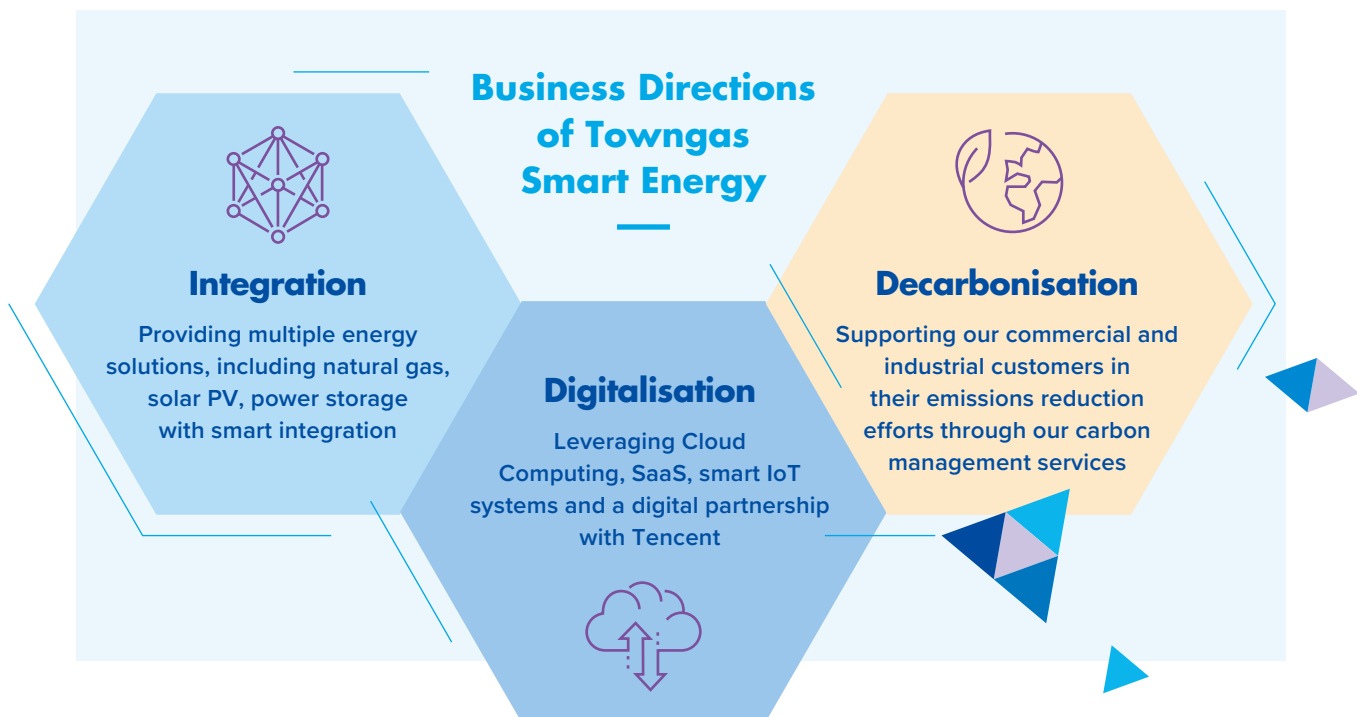 Business Directions
of Towngas
Smart Energy
Integration
Providing multiple energy
solutions, including natural gas,
solar PV, power storage
with smart integration
Digitalisation
Leveraging Cloud
Computing, SaaS, smart IoT
systems and a digital partnership
with Tencent
Decarbonisation
Supporting our commercial and
industrial customers in
their emissions reduction
efforts through our carbon
management services